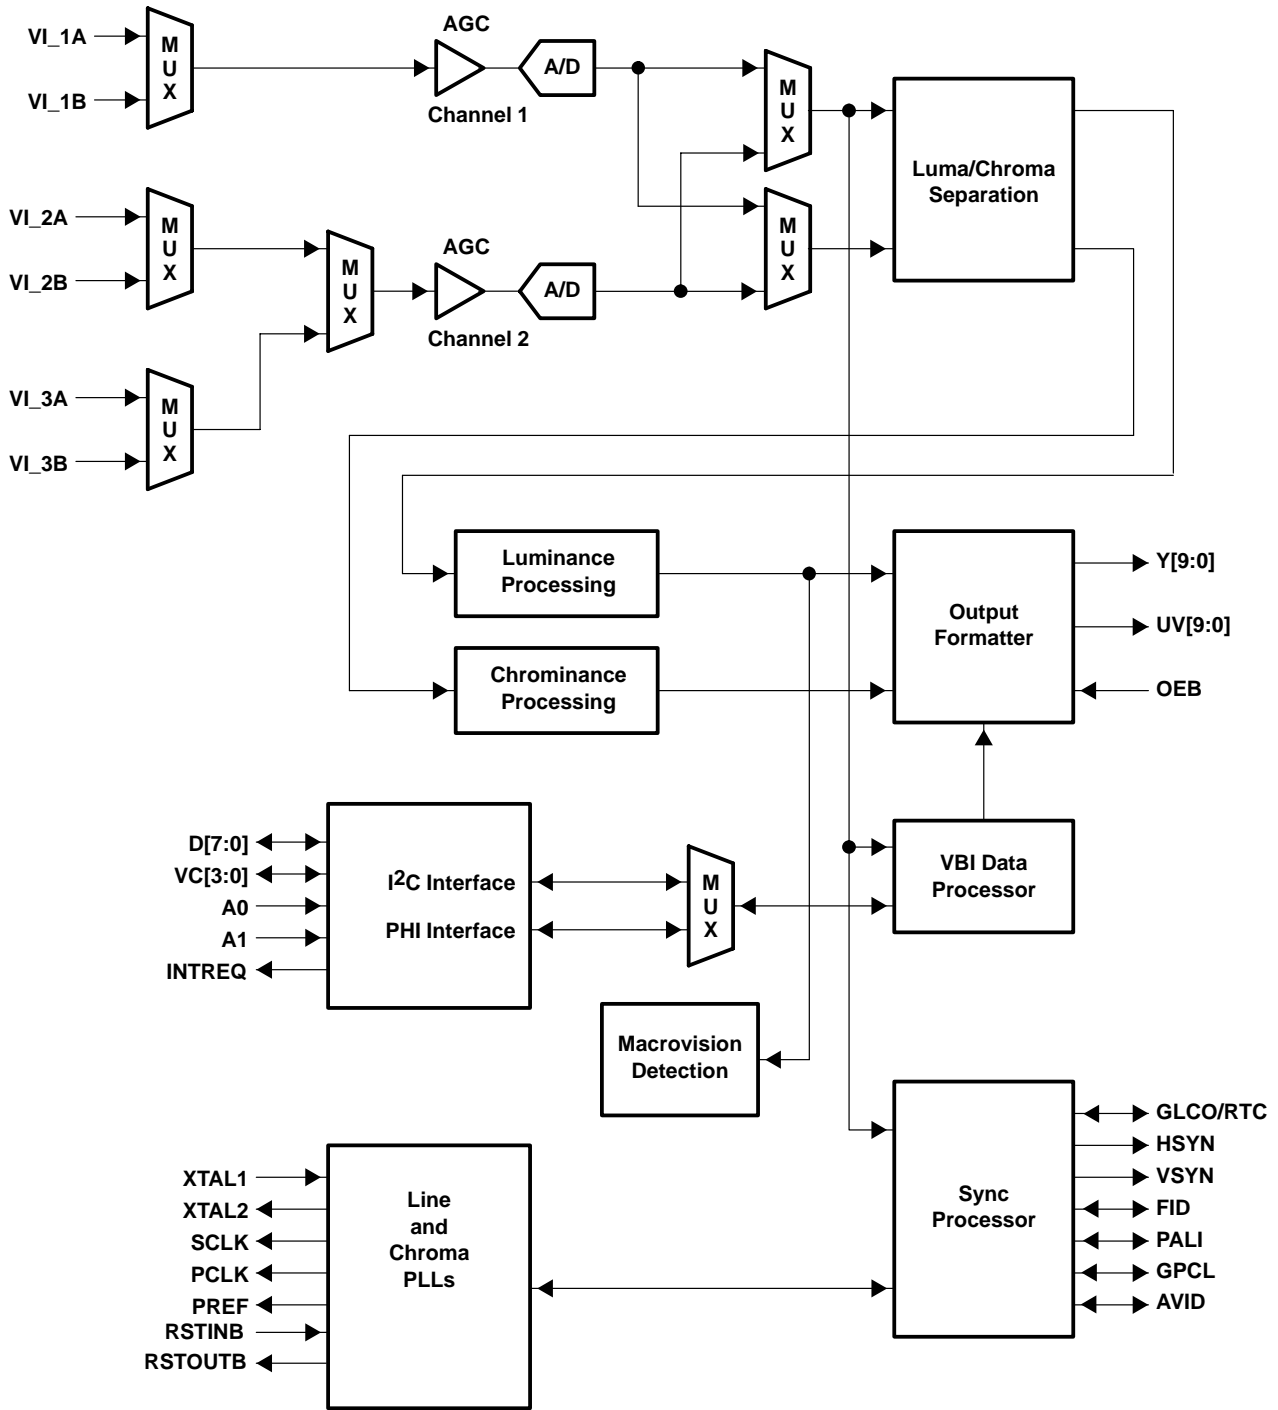 VI_1A
VI_1B
M
U
X
AGC
Channel 1
A/D
M
U
X
Luma/Chroma
Separation
VI_2A
VI_2B
M
U
X
M
U
X
AGC
Channel 2
A/D
M
U
X
VI_3A
VI_3B
M
U
X
Luminance
Processing
Chrominance
Processing
Output
Formatter
Y[9:0]
UV[9:0]
OEB
D[7:0]
VC[3:0]
A0
A1
INTREQ
I2C Interface
PHI Interface
M
U
X
VBI Data
Processor
Macrovision
Detection
XTAL1
XTAL2
SCLK
PCLK
PREF
RSTINB
RSTOUTB
Line
and
Chroma
PLLs
Sync
Processor
GLCO/RTC
HSYN
VSYN
FID
PALI
GPCL
AVID